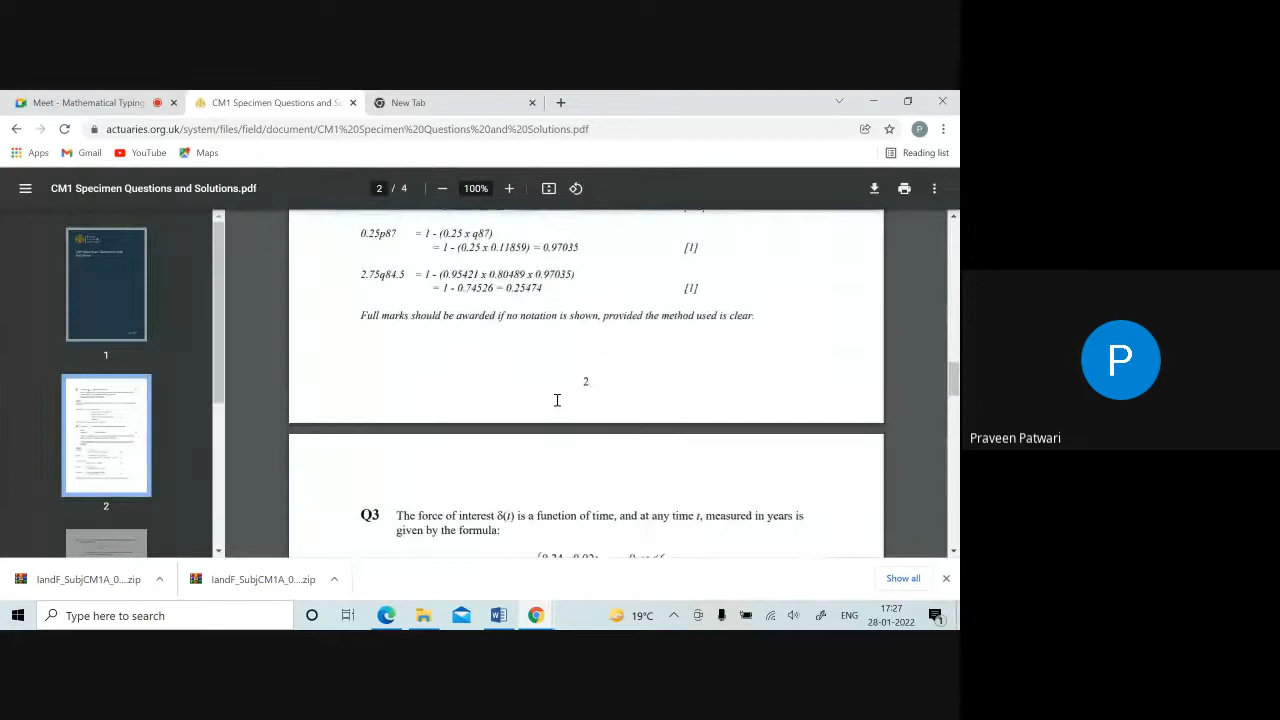 Meet - Mathematical Typing
CM1 Specimen Questions and So
New Tab
actuaries.org.uk/system/files/field/document/CM1%20Specimen%20Questions%20and%20Solutions.pdf
P
Apps
Gmail
YouTube
Maps
Reading list
CM1 Specimen Questions and Solutions.pdf
2 / 4
100%
1
2
0.25p87 = 1 - (0.25 x q87)
= 1 - (0.25 x 0.11859) = 0.97035 [1]
2.75q84.5 = 1 - (0.95421 x 0.80489 x 0.97035)
= 1 - 0.74526 = 0.25474 [1]
Full marks should be awarded if no notation is shown, provided the method used is clear.
2
Q3 The force of interest δ(t) is a function of time, and at any time t, measured in years is
given by the formula:
P
Praveen Patwari
IandF_SubjCM1A_0....zip
IandF_SubjCM1A_0....zip
Show all
Type here to search
19°C
ENG
17:27
28-01-2022
1